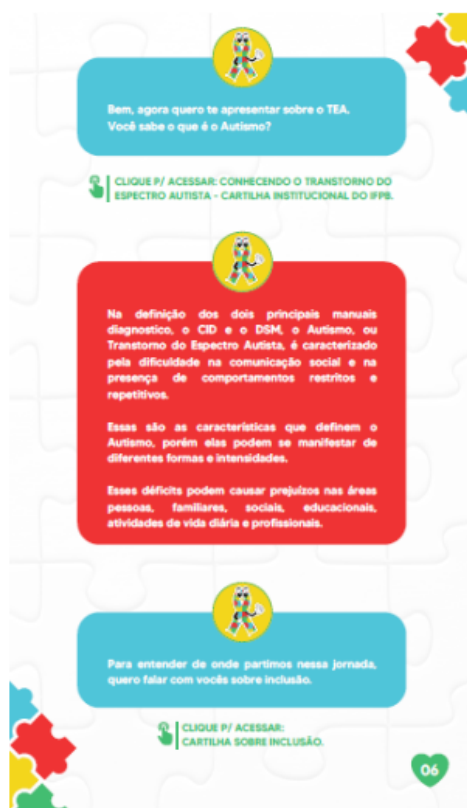 Bem, agora quero te apresentar sobre o TEA.
Você sabe o que é o Autismo?
CLIQUE P/ ACESSAR: CONHECENDO O TRANSTORNO DO
ESPECTRO AUTISTA - CARTILHA INSTITUCIONAL DO IFPB.
Na definição dos dois principais manuais
diagnostico, o CID e o DSM, o Autismo, ou
Transtorno do Espectro Autista, é caracterizado
pela dificuldade na comunicação social e na
presença de comportamentos restritos e
repetitivos.
Essas são as características que definem o
Autismo, porém elas podem se manifestar de
diferentes formas e intensidades.
Esses déficits podem causar prejuízos nas áreas
pessoas, familiares, sociais, educacionais,
atividades de vida diária e profissionais.
Para entender de onde partimos nessa jornada,
quero falar com vocês sobre inclusão.
CLIQUE P/ ACESSAR:
CARTILHA SOBRE INCLUSÃO.
06